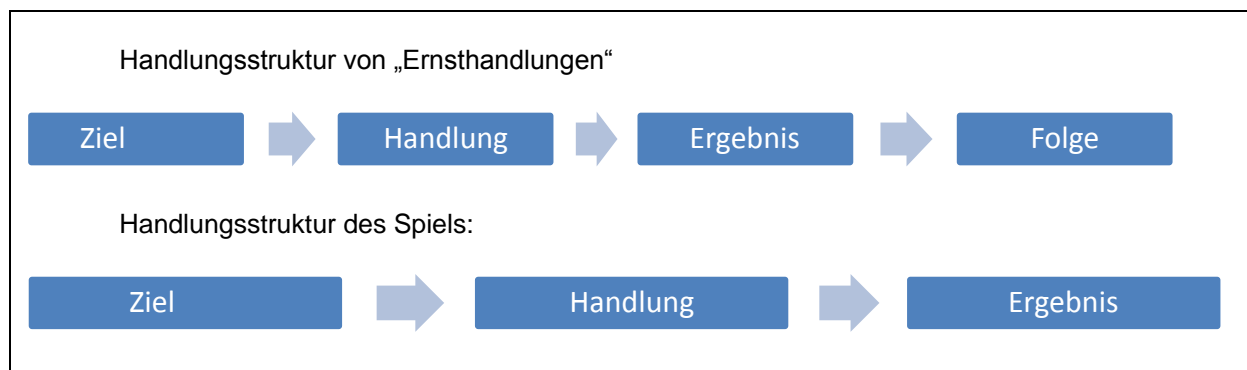 Handlungsstruktur von „Ernsthandlungen“
Ziel Handlung Ergebnis Folge
Handlungsstruktur des Spiels:
Ziel Handlung Ergebnis